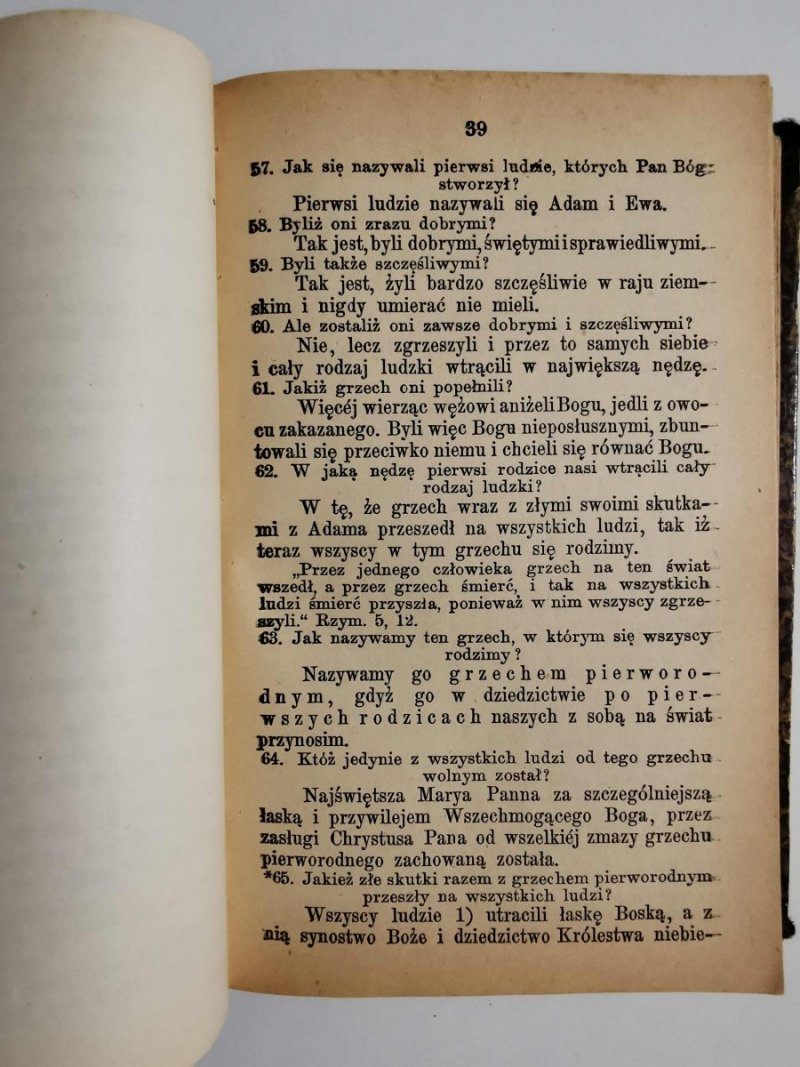 39
57. Jak się nazywali pierwsi ludzie, których Pan Bóg
stworzył?
Pierwsi ludzie nazywali się Adam i Ewa.
58. Byliż oni zrazu dobrymi?
Tak jest, byli dobrymi, świętymi i sprawiedliwymi.
59. Byli także szczęśliwymi?
Tak jest, żyli bardzo szczęśliwie w raju ziem-
skim i nigdy umierać nie mieli.
60. Ale zostaliż oni zawsze dobrymi i szczęśliwymi?
Nie, lecz zgrzeszyli i przez to samych siebie
i cały rodzaj ludzki wtrącili w największą nędzę.
61. Jakiż grzech oni popełnili?
Więcéj wierząc wężowi aniżeli Bogu, jedli z owo-
cu zakazanego. Byli więc Bogu nieposłusznymi, zbun-
towali się przeciwko niemu i chcieli się równać Bogu.
62. W jaką nędzę pierwsi rodzice nasi wtrącili cały
rodzaj ludzki?
W tę, że grzech wraz z złymi swoimi skutka-
mi z Adama przeszedł na wszystkich ludzi, tak iż
teraz wszyscy w tym grzechu się rodzimy.
„Przez jednego człowieka grzech na ten świat
wszedł, a przez grzech śmierć, i tak na wszystkich
ludzi śmierć przyszła, ponieważ w nim wszyscy zgrze-
szyli.“ Rzym. 5, 12.
63. Jak nazywamy ten grzech, w którym się wszyscy
rodzimy?
Nazywamy go grzechem pierworo-
dnym, gdyż go w dziedzictwie po pier-
wszych rodzicach naszych z sobą na świat
przynosim.
64. Któż jedynie z wszystkich ludzi od tego grzechu
wolnym został?
Najświętsza Marya Panna za szczególniejszą
łaską i przywilejem Wszechmogącego Boga, przez
zasługi Chrystusa Pana od wszelkiéj zmazy grzechu
pierworodnego zachowaną została.
*65. Jakież złe skutki razem z grzechem pierworodnym
przeszły na wszystkich ludzi?
Wszyscy ludzie 1) utracili łaskę Boską, a z
nią synostwo Boże i dziedzictwo Królestwa niebie-